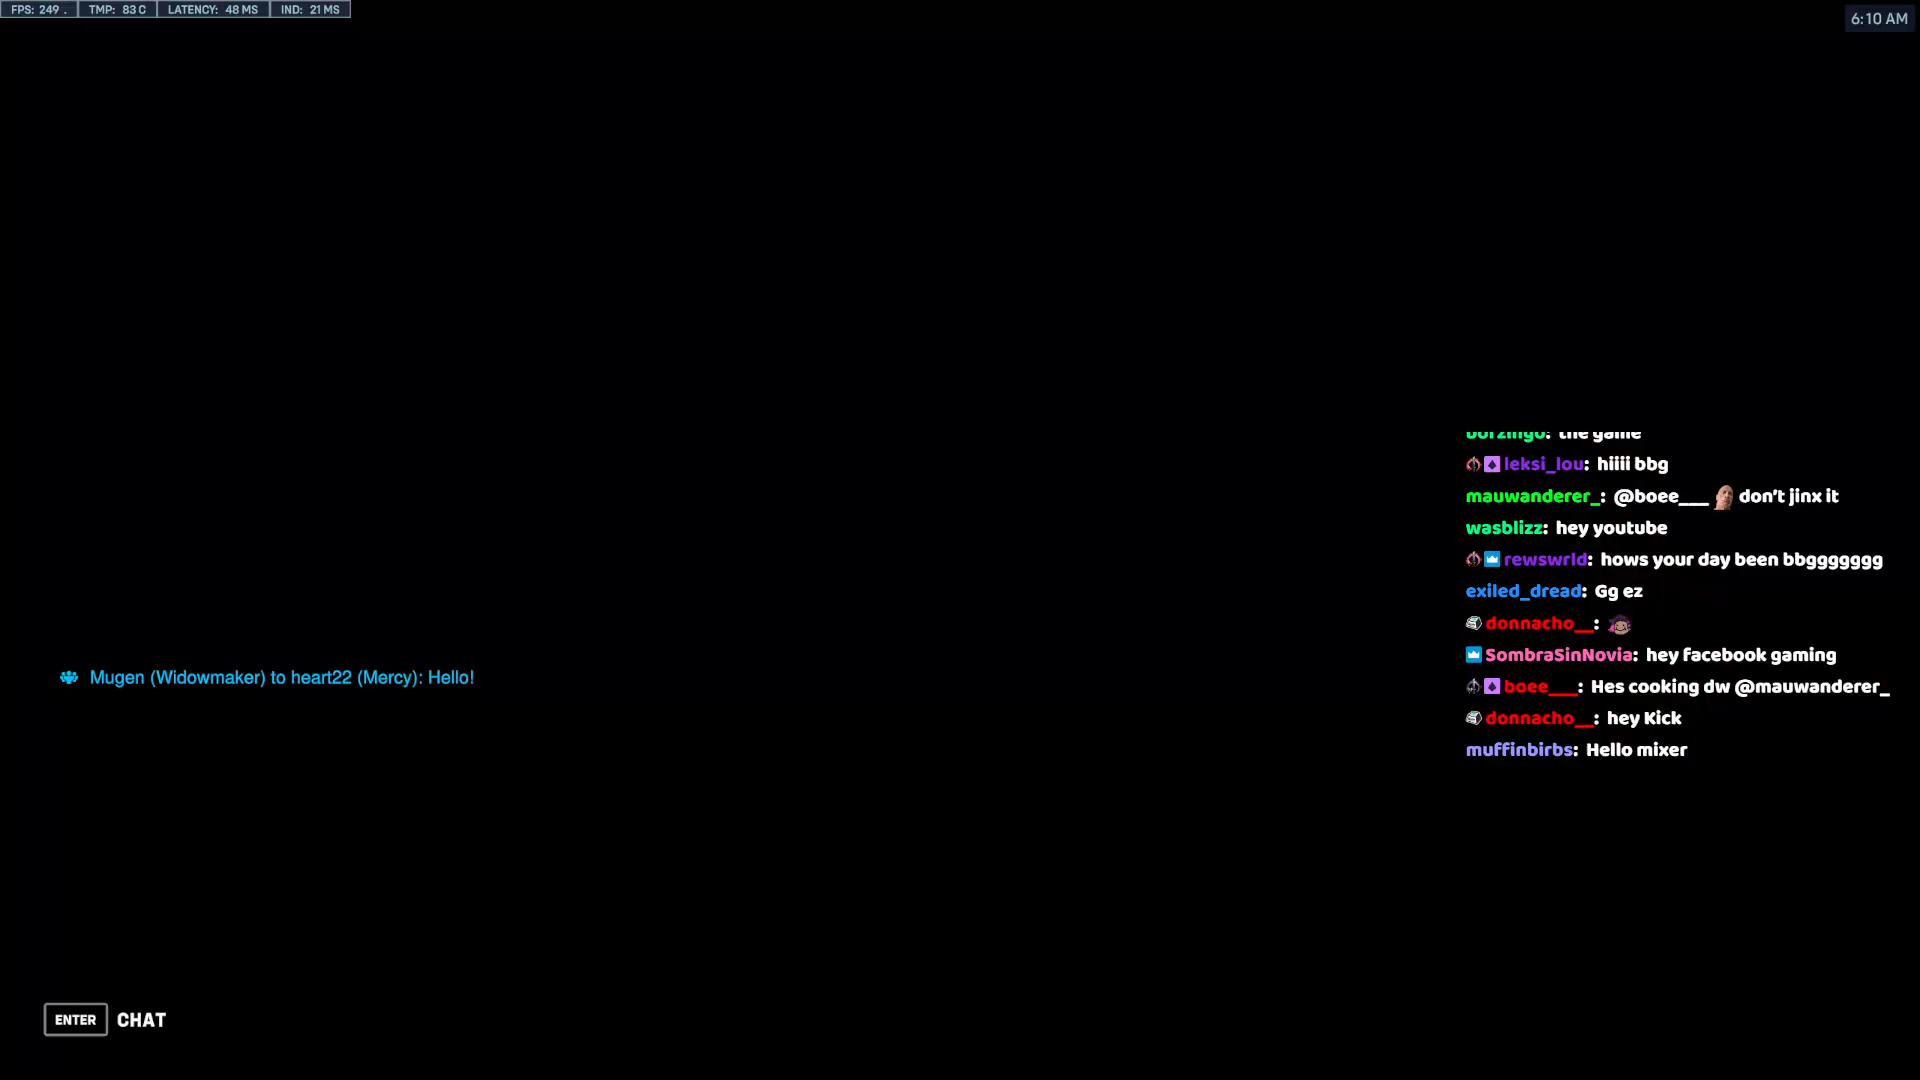 FPS: 249 . TMP: 83 C LATENCY: 48 MS IND: 21 MS
6:10 AM
borzingo: the game
leksi_lou: hiiii bbg
mauwanderer_: @boee___ don't jinx it
wasblizz: hey youtube
rewswrld: hows your day been bbggggggg
exiled_dread: Gg ez
donnacho__:
SombraSinNovia: hey facebook gaming
boee___: Hes cooking dw @mauwanderer_
donnacho__: hey Kick
muffinbirbs: Hello mixer
Mugen (Widowmaker) to heart22 (Mercy): Hello!
ENTER CHAT